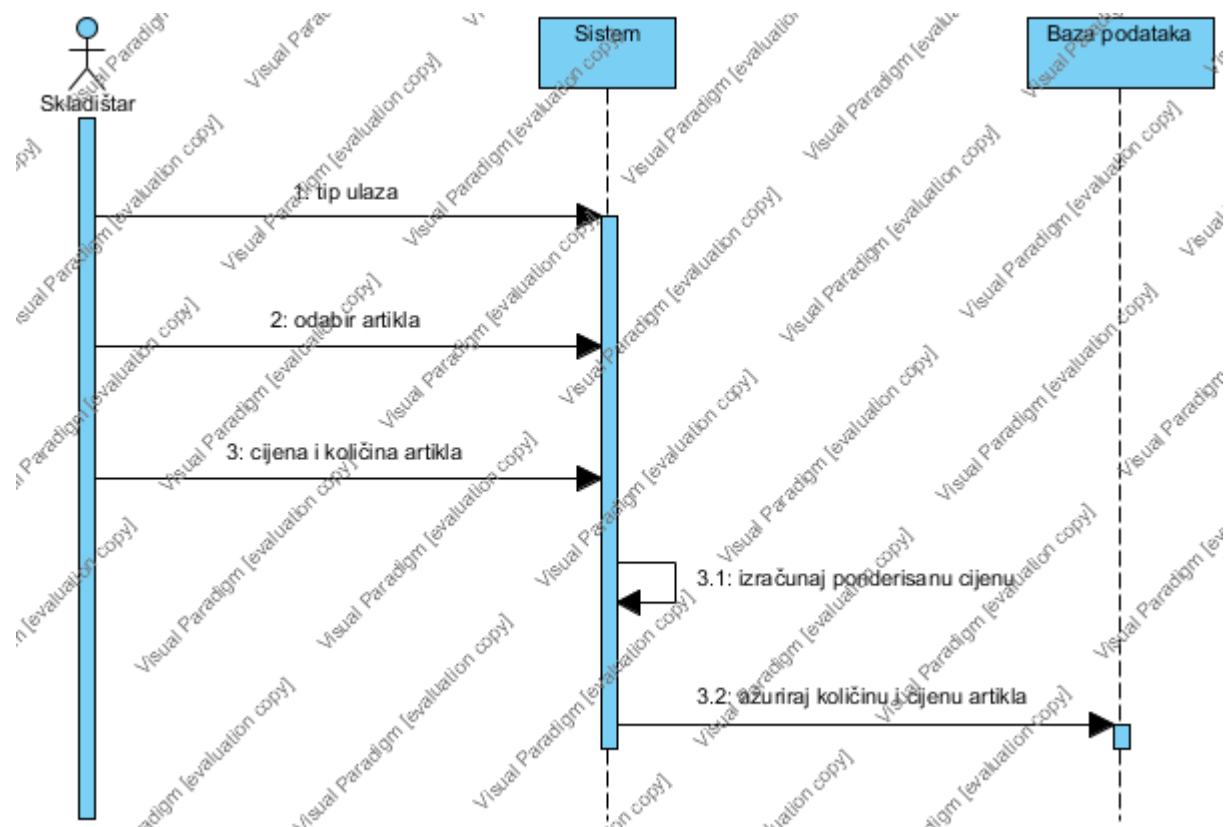 Skladištar
Sistem
Baza podataka
1: tip ulaza
2: odabir artikla
3: cijena i količina artikla
3.1: izračunaj ponderisanu cijenu
3.2: ažuriraj količinu i cijenu artikla
Visual Paradigm [evaluation copy]